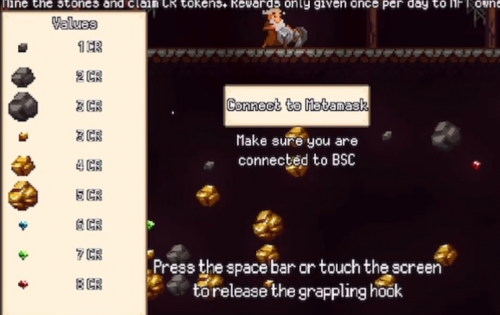 Mine the stones and claim CR tokens. Rewards only given once per day to NFT owne
Values
1 CR
2 CR
3 CR
3 CR
4 CR
5 CR
6 CR
7 CR
8 CR
Connect to Metamask
Make sure you are
connected to BSC
Press the space bar or touch the screen
to release the grappling hook